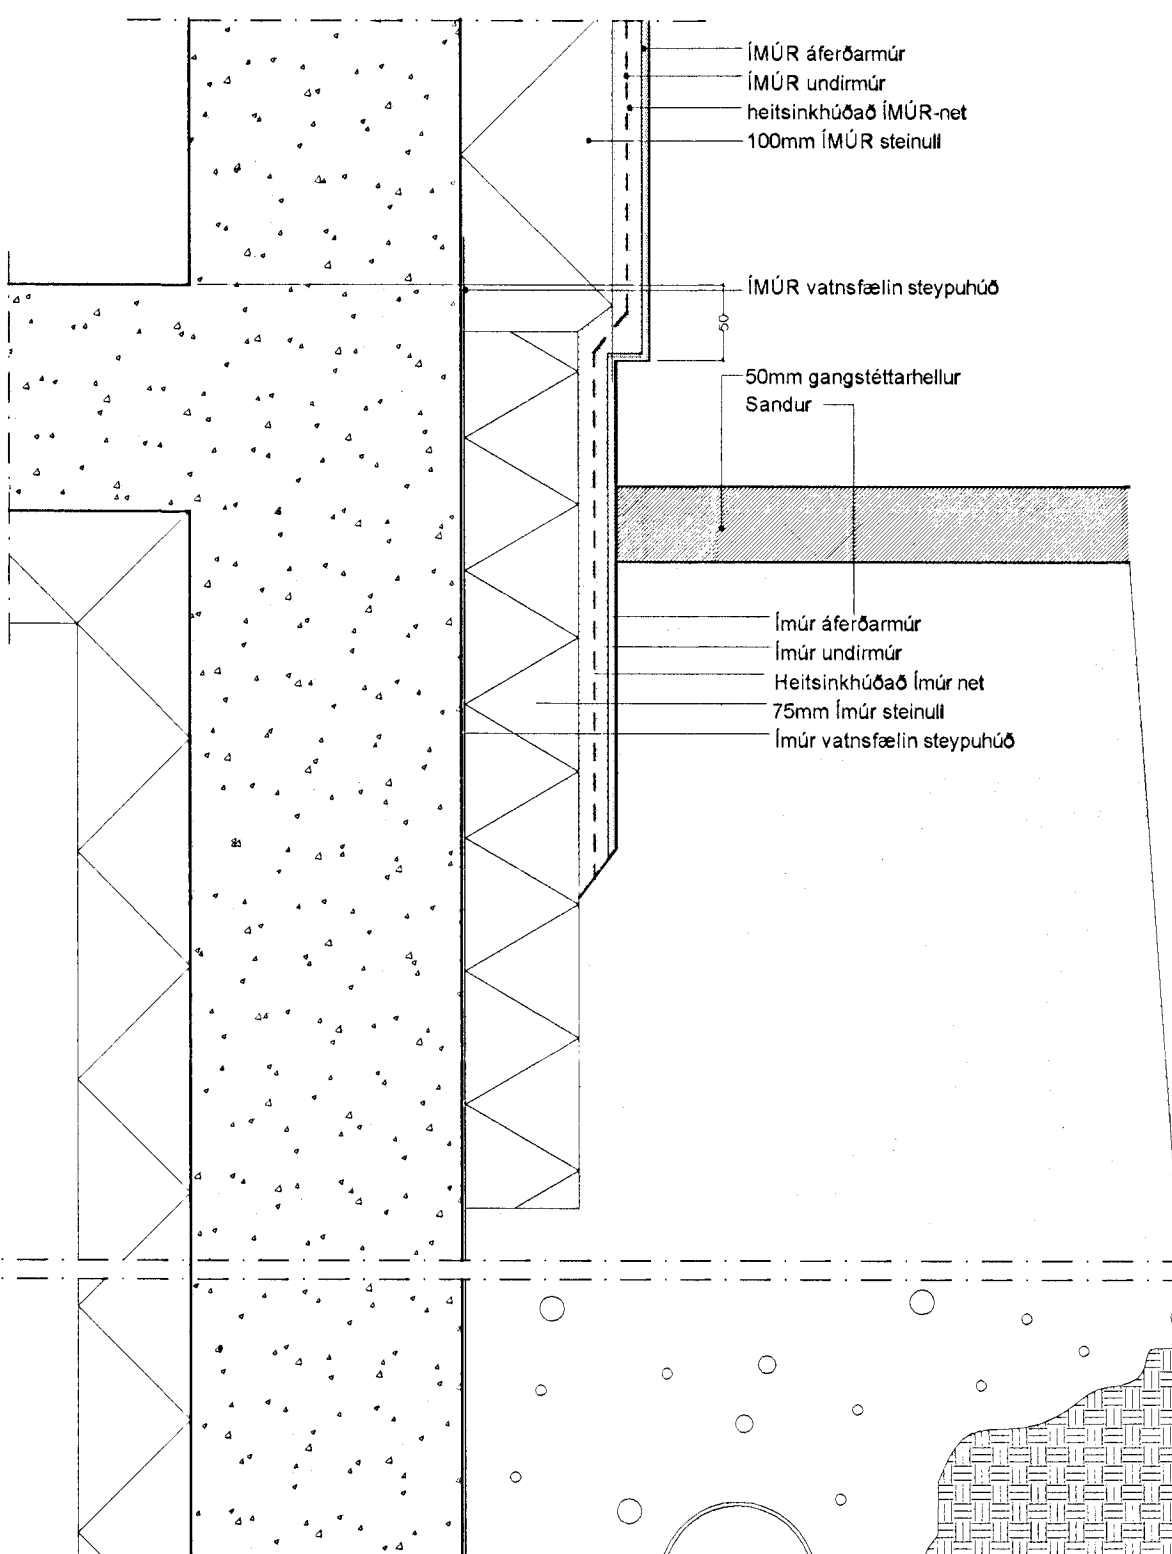 ÍMÚR áferðarmúr
ÍMÚR undirmúr
heitsinkhúðað ÍMÚR-net
100mm ÍMÚR steinull
ÍMÚR vatnsfælin steypuhúð
50
50mm gangstéttarhellur
Sandur
Ímúr áferðarmúr
Ímúr undirmúr
Heitsinkhúðað Ímúr net
75mm Ímúr steinull
Ímúr vatnsfælin steypuhúð